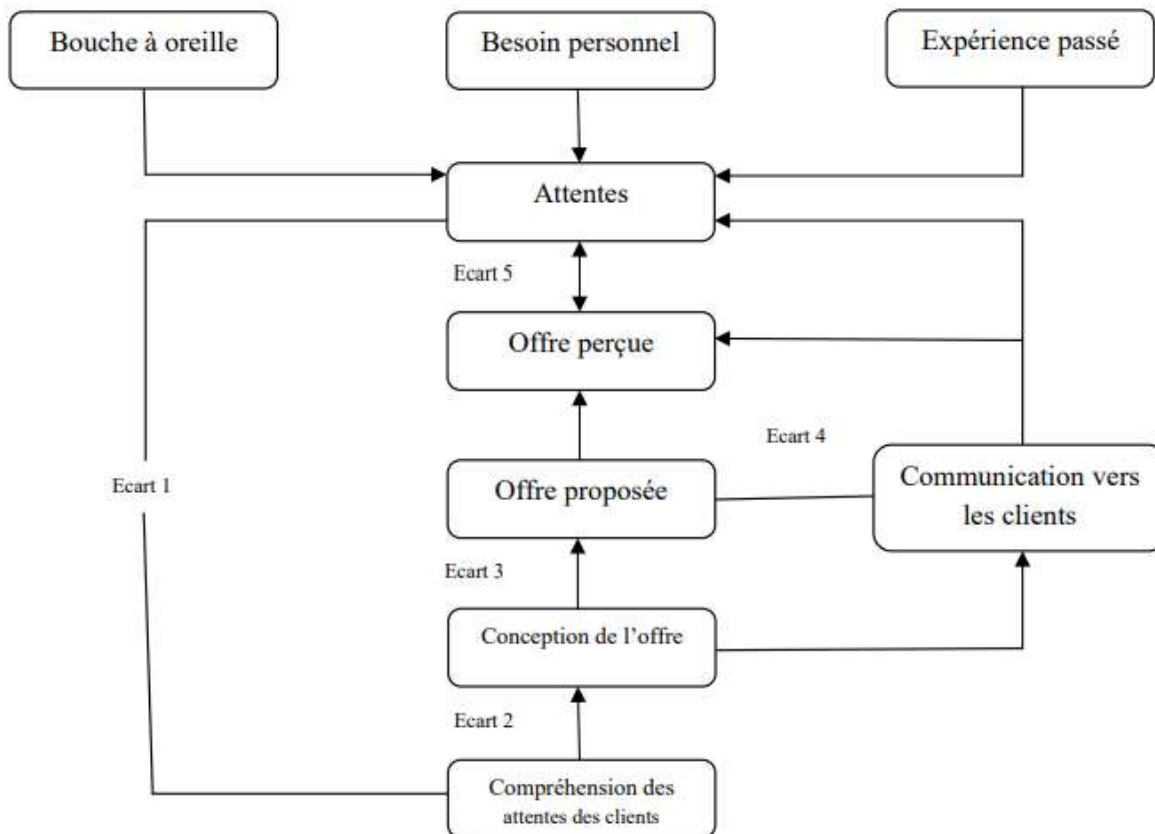 Bouche à oreille
Besoin personnel
Expérience passé
Attentes
Ecart 5
Offre perçue
Ecart 4
Ecart 1
Offre proposée
Communication vers
les clients
Ecart 3
Conception de l’offre
Ecart 2
Compréhension des
attentes des clients